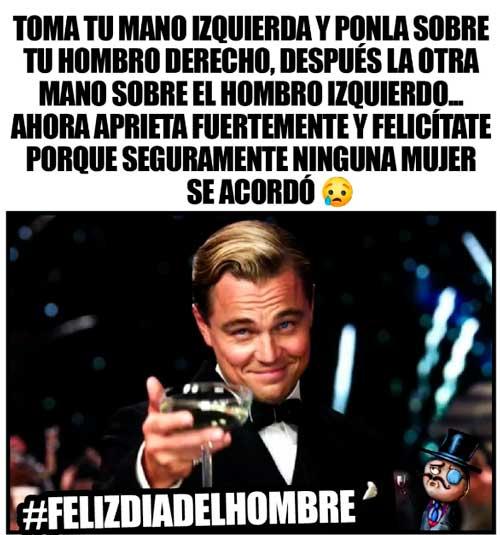 TOMA TU MANO IZQUIERDA Y PONLA SOBRE
TU HOMBRO DERECHO, DESPUÉS LA OTRA
MANO SOBRE EL HOMBRO IZQUIERDO...
AHORA APRIETA FUERTEMENTE Y FELICÍTATE
PORQUE SEGURAMENTE NINGUNA MUJER
SE ACORDÓ 😢
#FELIZDIADELHOMBRE